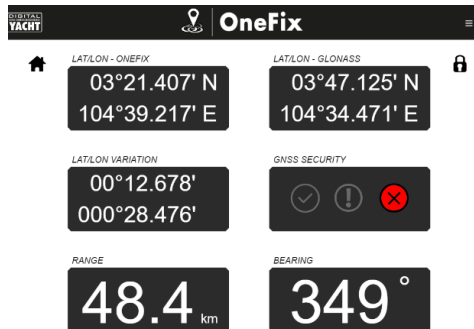 DIGITAL
YACHT
OneFix
LAT/LON - ONEFIX
03°21.407' N
104°39.217' E
LAT/LON - GLONASS
03°47.125' N
104°34.471' E
LAT/LON VARIATION
00°12.678'
000°28.476'
GNSS SECURITY
RANGE
48.4 km
BEARING
349°